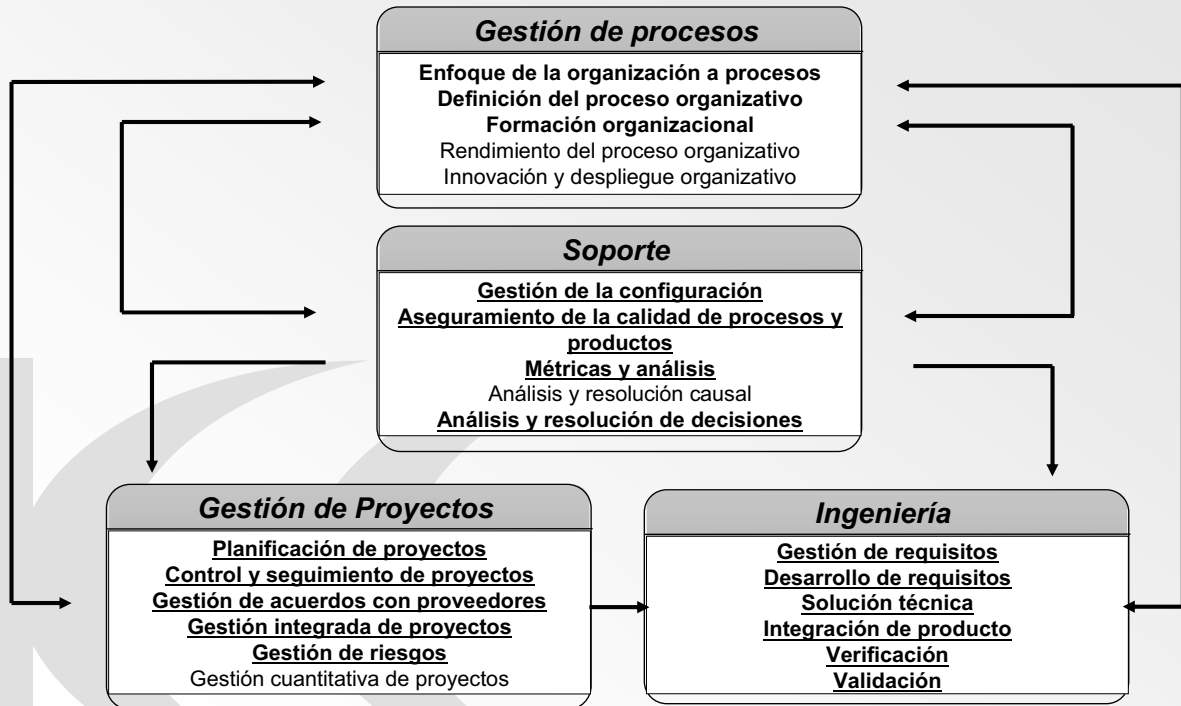 Gestión de procesos
Enfoque de la organización a procesos
Definición del proceso organizativo
Formación organizacional
Rendimiento del proceso organizativo
Innovación y despliegue organizativo
Soporte
Gestión de la configuración
Aseguramiento de la calidad de procesos y
productos
Métricas y análisis
Análisis y resolución causal
Análisis y resolución de decisiones
Gestión de Proyectos
Planificación de proyectos
Control y seguimiento de proyectos
Gestión de acuerdos con proveedores
Gestión integrada de proyectos
Gestión de riesgos
Gestión cuantitativa de proyectos
Ingeniería
Gestión de requisitos
Desarrollo de requisitos
Solución técnica
Integración de producto
Verificación
Validación